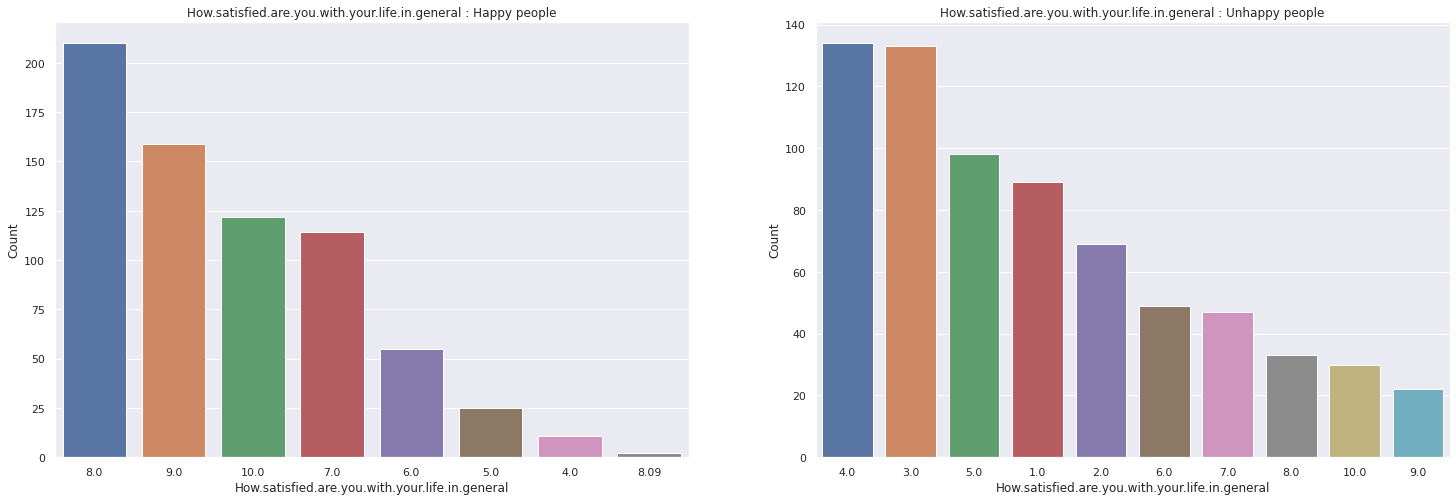 How.satisfied.are.you.with.your.life.in.general : Happy people
200
175
150
125
100
75
50
25
0
Count
8.0 9.0 10.0 7.0 6.0 5.0 4.0 8.09
How.satisfied.are.you.with.your.life.in.general
How.satisfied.are.you.with.your.life.in.general : Unhappy people
140
120
100
80
60
40
20
0
Count
4.0 3.0 5.0 1.0 2.0 6.0 7.0 8.0 10.0 9.0
How.satisfied.are.you.with.your.life.in.general